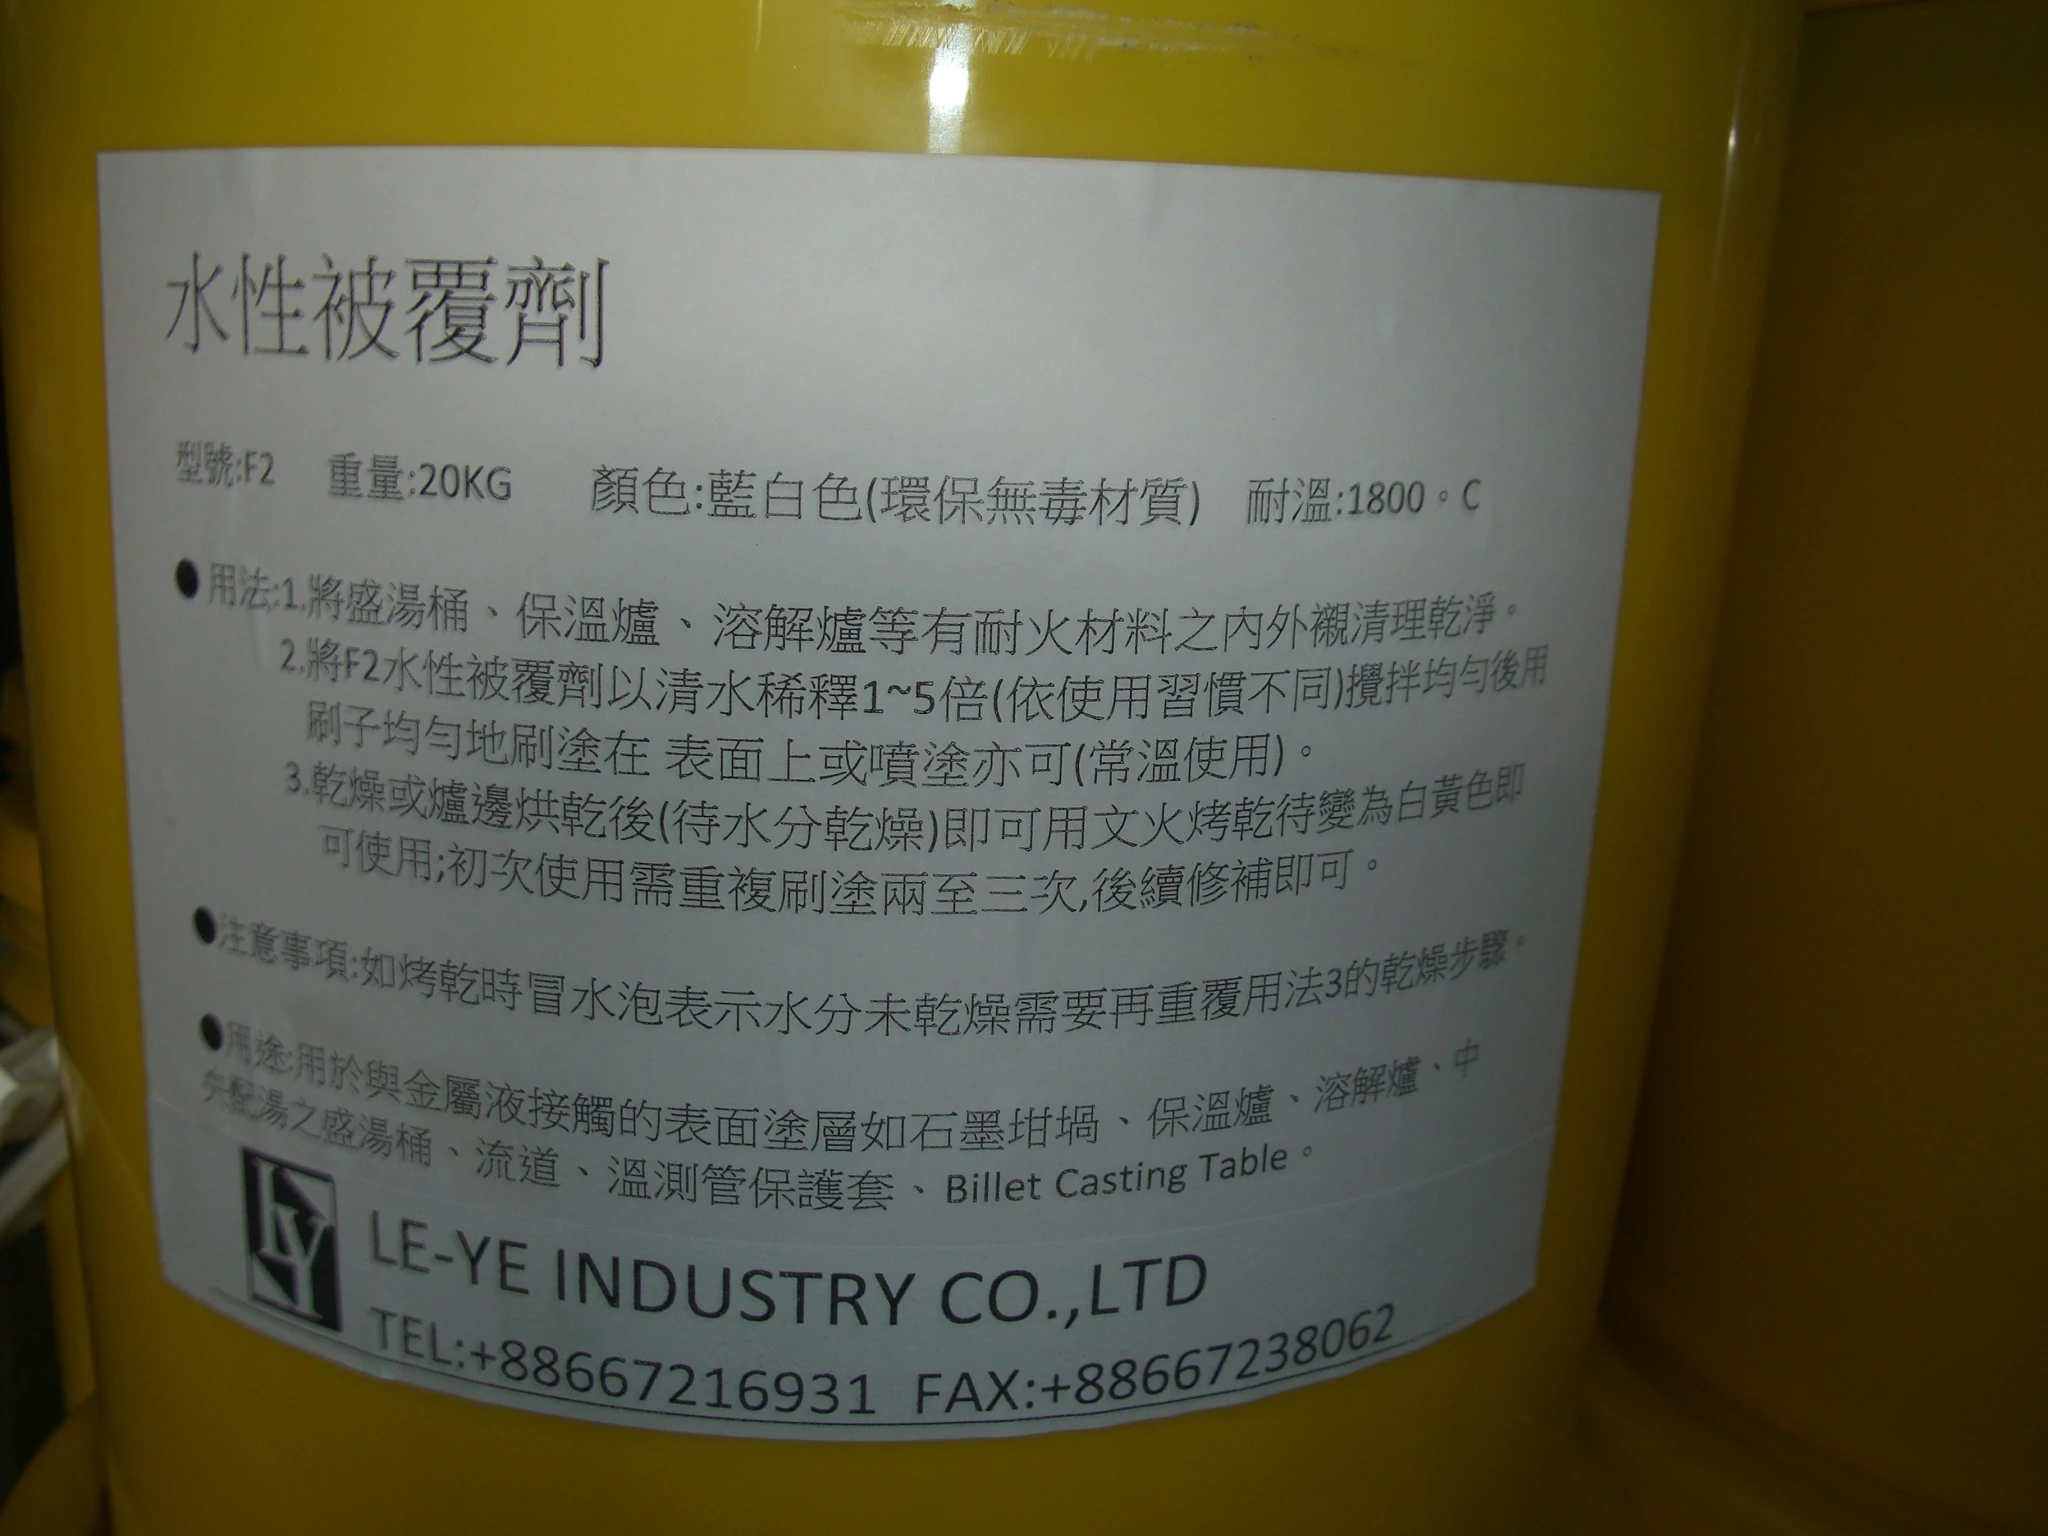 水性被覆劑
型號:F2 重量:20KG 顏色:藍白色(環保無毒材質) 耐溫:1800。C
●用法:1.將盛湯桶、保溫爐、溶解爐等有耐火材料之內外襯清理乾淨。
2.將F2水性被覆劑以清水稀釋1~5倍(依使用習慣不同)攪拌均勻後用
刷子均勻地刷塗在 表面上或噴塗亦可(常溫使用)。
3.乾燥或爐邊烘乾後(待水分乾燥)即可用文火烤乾待變為白黃色即
可使用;初次使用需重複刷塗兩至三次,後續修補即可。
●注意事項:如烤乾時冒水泡表示水分未乾燥需要再重覆用法3的乾燥步驟。
●用途:用於與金屬液接觸的表面塗層如石墨坩堝、保溫爐、溶解爐、中
矢配湯之盛湯桶、流道、溫測管保護套、Billet Casting Table。
LY LE-YE INDUSTRY CO.,LTD
TEL:+88667216931 FAX:+88667238062